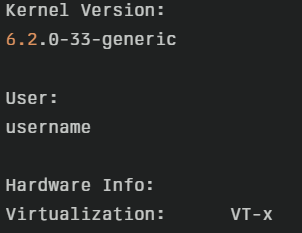 Kernel Version:
6.2.0-33-generic
User:
username
Hardware Info:
Virtualization: VT-x